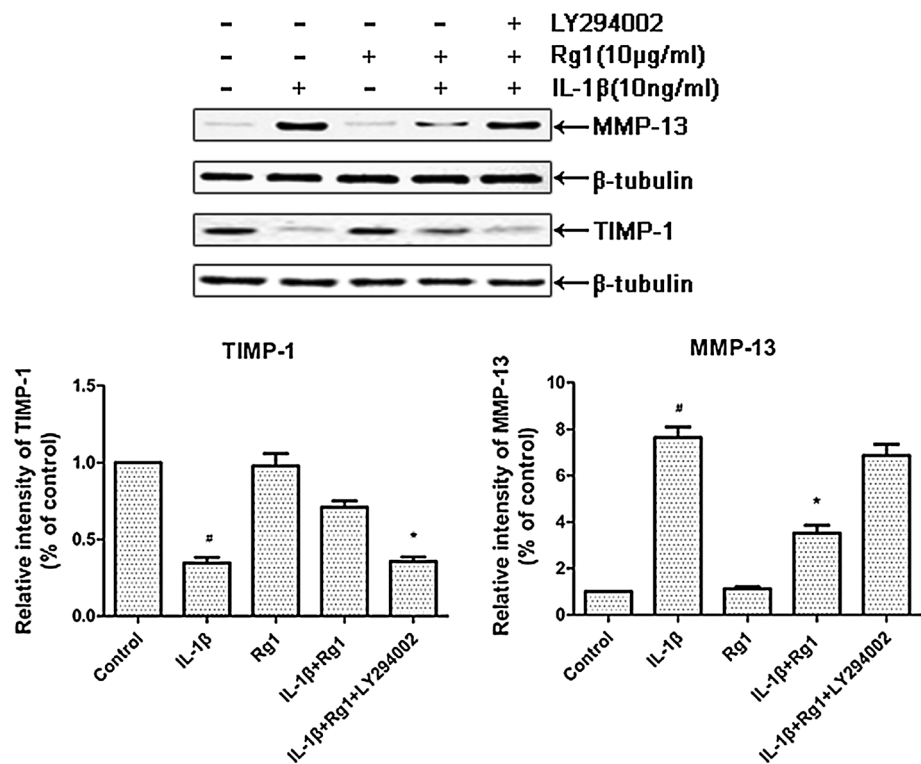 - - - - + LY294002
- - + + + Rg1(10μg/ml)
- + - + + IL-1β(10ng/ml)
MMP-13
β-tubulin
TIMP-1
β-tubulin
TIMP-1
Relative intensity of TIMP-1
(% of control)
1.5
1.0
0.5
0.0
#
*
Control
IL-1β
Rg1
IL-1β+Rg1
IL-1β+Rg1+LY294002
MMP-13
Relative intensity of MMP-13
(% of control)
10
8
6
4
2
0
#
*
Control
IL-1β
Rg1
IL-1β+Rg1
IL-1β+Rg1+LY294002